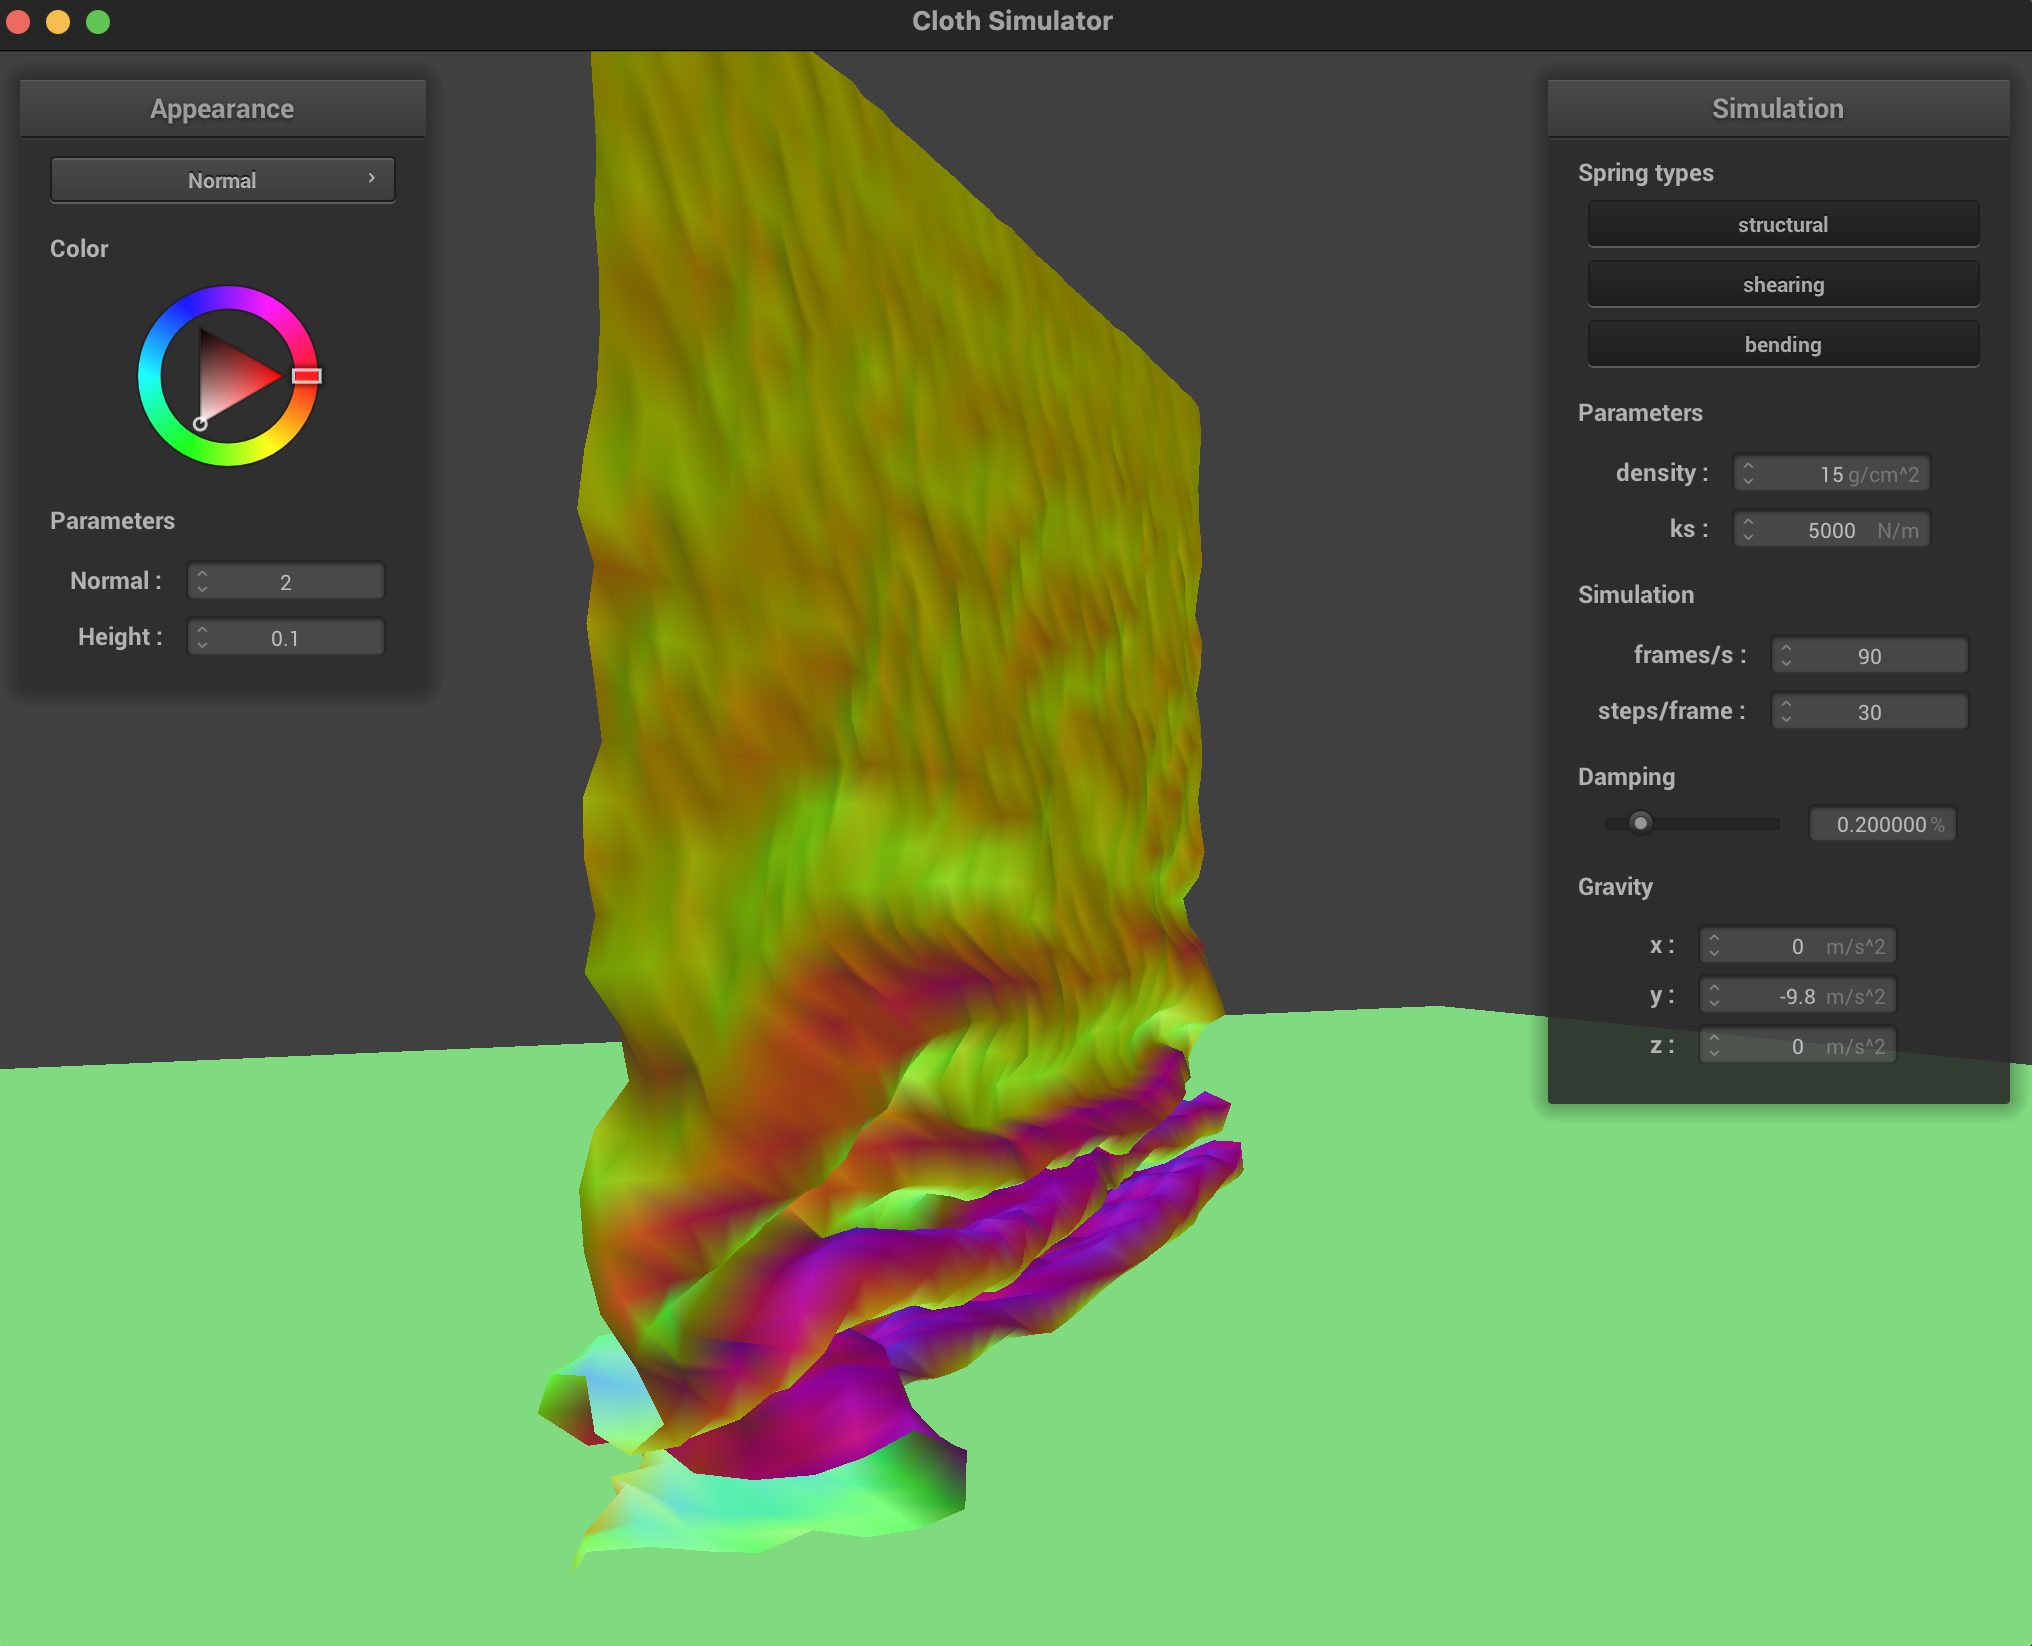 Cloth Simulator
Appearance
Normal
Color
Parameters
Normal : 2
Height : 0.1
Simulation
Spring types
structural
shearing
bending
Parameters
density : 15 g/cm^2
ks : 5000 N/m
Simulation
frames/s : 90
steps/frame : 30
Damping
0.200000 %
Gravity
x : 0 m/s^2
y : -9.8 m/s^2
z : 0 m/s^2